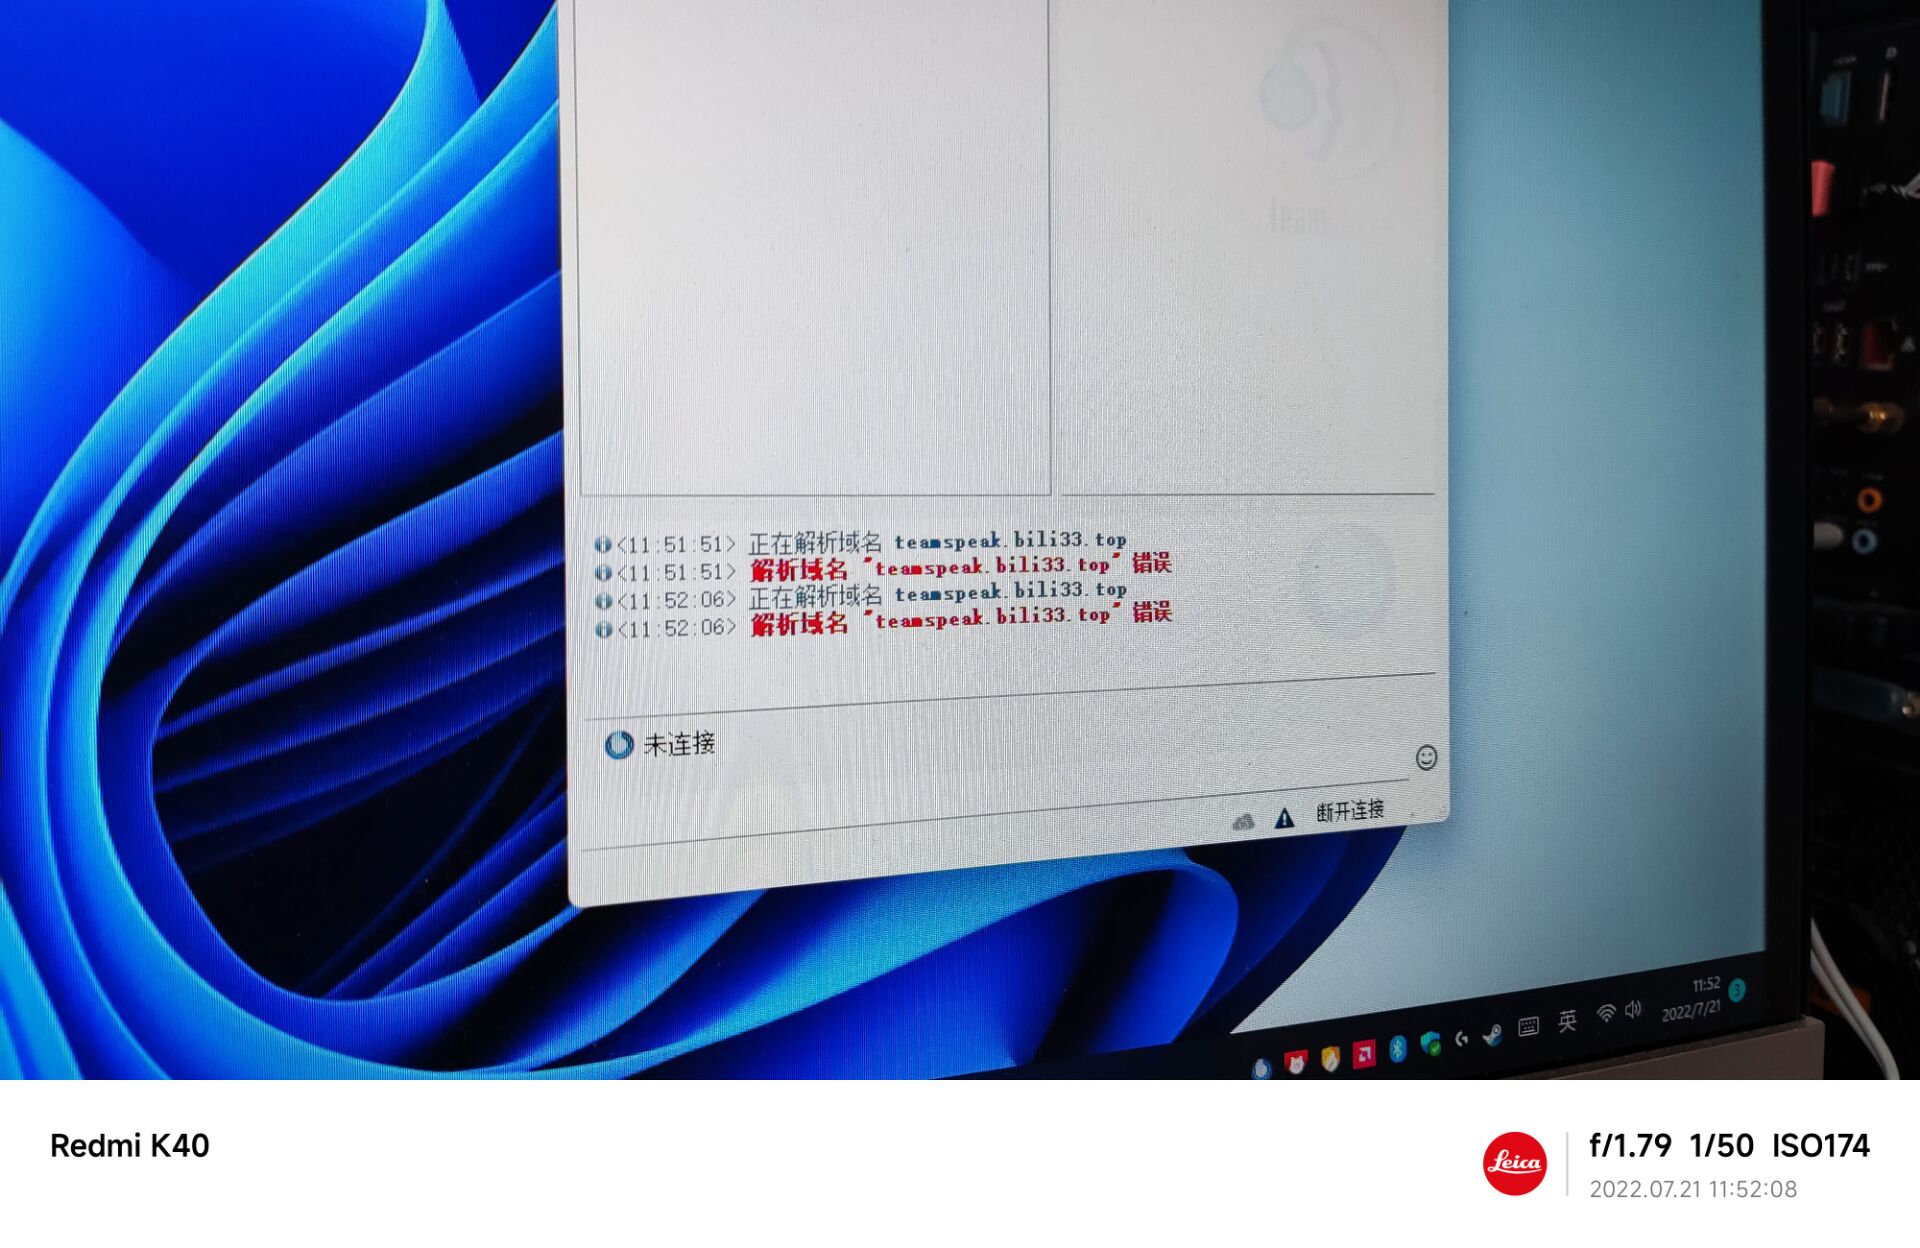 <11:51:51> 正在解析域名 teamspeak.bili33.top
<11:51:51> 解析域名 "teamspeak.bili33.top" 错误
<11:52:06> 正在解析域名 teamspeak.bili33.top
<11:52:06> 解析域名 "teamspeak.bili33.top" 错误
未连接
断开连接
英
11:52
2022/7/21
3
Redmi K40
Leica
f/1.79 1/50 ISO174
2022.07.21 11:52:08